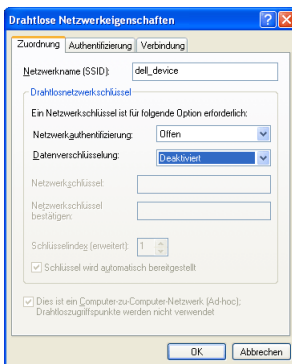 Drahtlose Netzwerkeigenschaften
Zuordnung Authentifizierung Verbindung
Netzwerkname (SSID): dell_device
Drahtlosnetzwerkschlüssel
Ein Netzwerkschlüssel ist für folgende Option erforderlich:
Netzwerkauthentifizierung: Offen
Datenverschlüsselung: Deaktiviert
Netzwerkschlüssel:
Netzwerkschlüssel
bestätigen:
Schlüsselindex (erweitert): 1
Schlüssel wird automatisch bereitgestellt
Dies ist ein Computer-zu-Computer-Netzwerk (Ad-hoc);
Drahtloszugriffspunkte werden nicht verwendet
OK Abbrechen